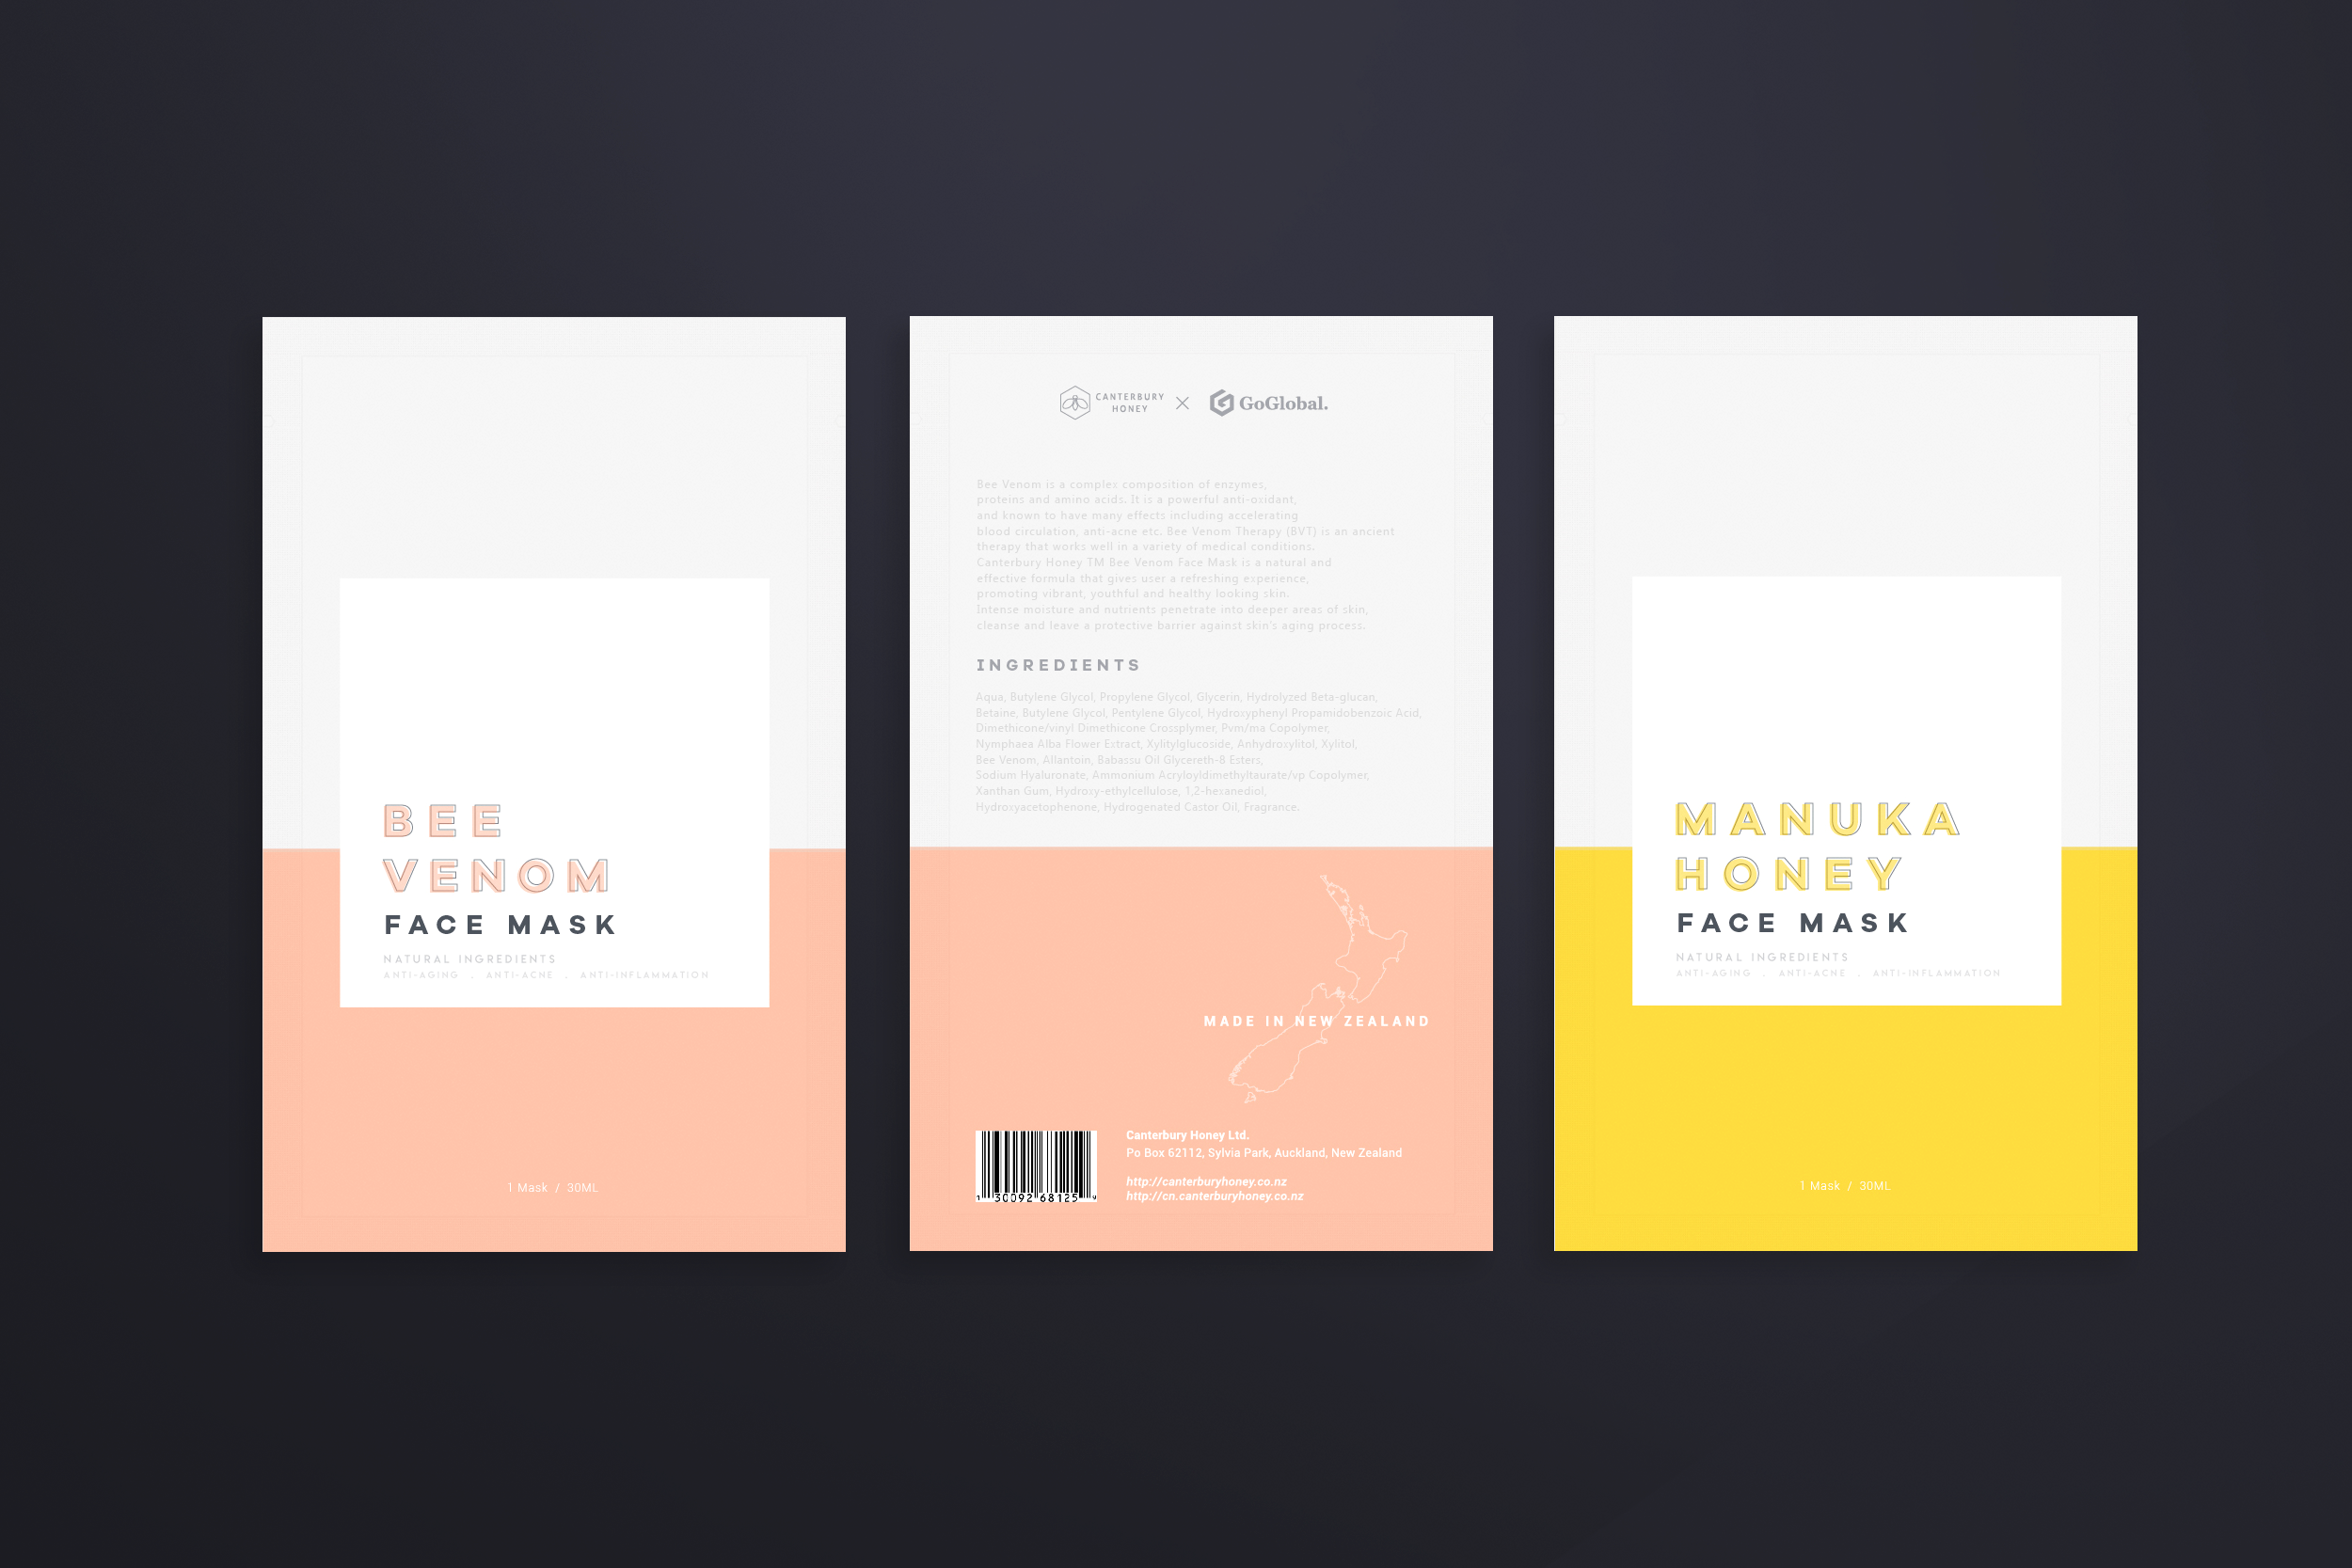 BEE
VENOM
FACE MASK
NATURAL INGREDIENTS
ANTI-AGING . ANTI-ACNE . ANTI-INFLAMMATION
1 Mask / 30ML
CANTERBURY
HONEY
GoGlobal.
Bee Venom is a complex composition of enzymes,
proteins and amino acids. It is a powerful anti-oxidant,
and known to have many effects including accelerating
blood circulation, anti-acne etc. Bee Venom Therapy (BVT) is an ancient
therapy that works well in a variety of medical conditions.
Canterbury Honey TM Bee Venom Face Mask is a natural and
effective formula that gives user a refreshing experience,
promoting vibrant, youthful and healthy looking skin.
Intense moisture and nutrients penetrate into deeper areas of skin,
cleanse and leave a protective barrier against skin's aging process.
INGREDIENTS
Aqua, Butylene Glycol, Propylene Glycol, Glycerin, Hydrolyzed Beta-glucan,
Betaine, Butylene Glycol, Pentylene Glycol, Hydroxyphenyl Propamidobenzoic Acid,
Dimethicone/vinyl Dimethicone Crossplymer, Pvm/ma Copolymer,
Nymphaea Alba Flower Extract, Xylitylglucoside, Anhydroxylitol, Xylitol,
Bee Venom, Allantoin, Babassu Oil Glycereth-8 Esters,
Sodium Hyaluronate, Ammonium Acryloyldimethyltaurate/vp Copolymer,
Xanthan Gum, Hydroxy-ethylcellulose, 1,2-hexanediol,
Hydroxyacetophenone, Hydrogenated Castor Oil, Fragrance.
MADE IN NEW ZEALAND
1 30092 68125 9
Canterbury Honey Ltd.
Po Box 62112, Sylvia Park, Auckland, New Zealand
http://canterburyhoney.co.nz
http://cn.canterburyhoney.co.nz
MANUKA
HONEY
FACE MASK
NATURAL INGREDIENTS
ANTI-AGING . ANTI-ACNE . ANTI-INFLAMMATION
1 Mask / 30ML